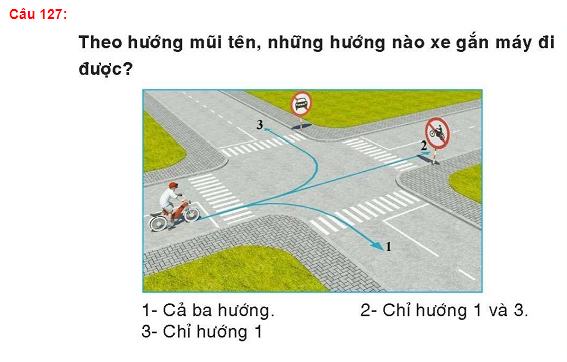 Câu 127:
Theo hướng mũi tên, những hướng nào xe gắn máy đi
được?
3
2
1
1- Cả ba hướng. 2- Chỉ hướng 1 và 3.
3- Chỉ hướng 1